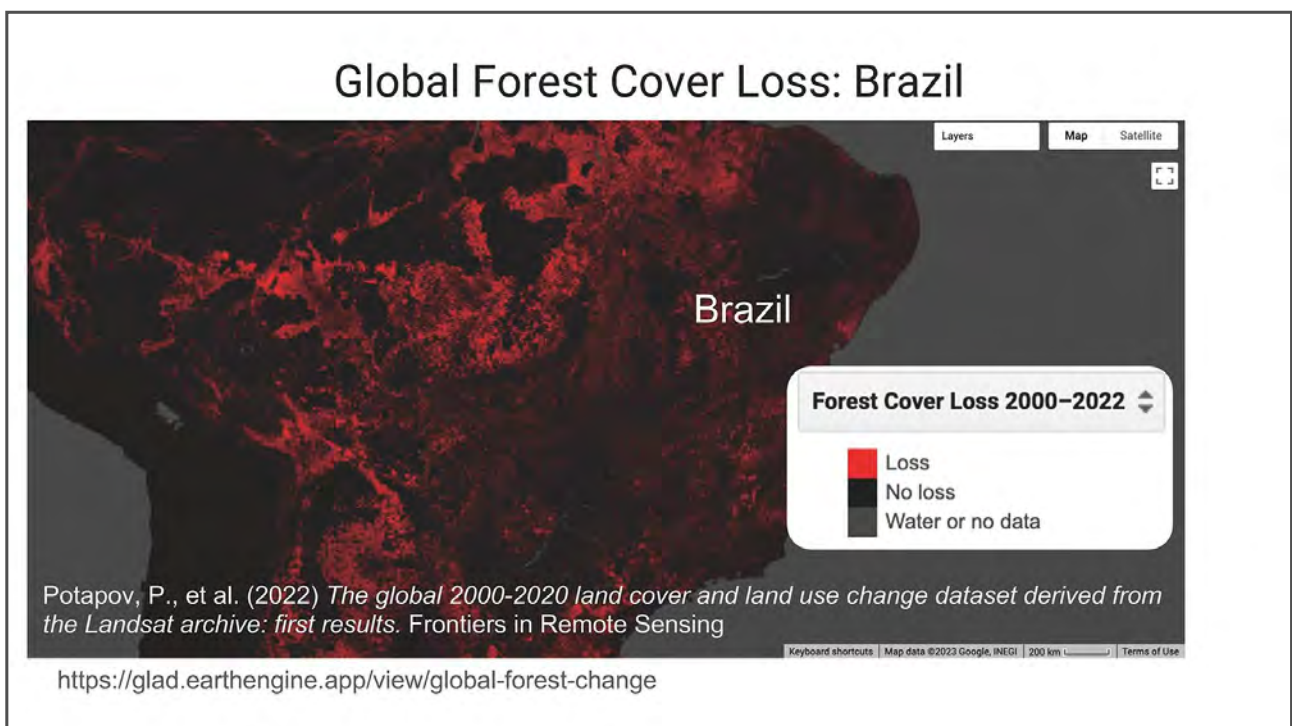 Global Forest Cover Loss: Brazil
Layers
Map
Satellite
Brazil
Forest Cover Loss 2000–2022
Loss
No loss
Water or no data
Potapov, P., et al. (2022) The global 2000-2020 land cover and land use change dataset derived from
the Landsat archive: first results. Frontiers in Remote Sensing
Keyboard shortcuts Map data ©2023 Google, INEGI 200 km Terms of Use
https://glad.earthengine.app/view/global-forest-change